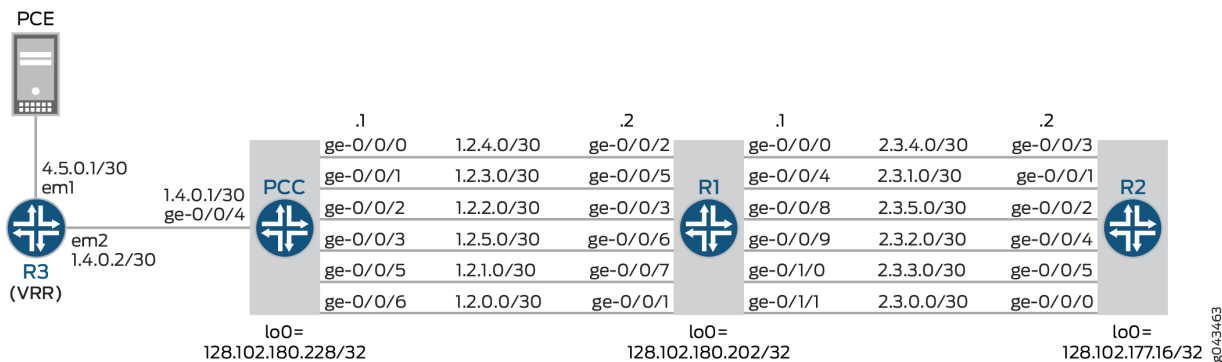 PCE
.1 .2 .1 .2
ge-0/0/0 1.2.4.0/30 ge-0/0/2 ge-0/0/0 2.3.4.0/30 ge-0/0/3
4.5.0.1/30
em1
ge-0/0/1 1.2.3.0/30 ge-0/0/5 ge-0/0/4 2.3.1.0/30 ge-0/0/1
1.4.0.1/30 PCC R1 R2
ge-0/0/4
ge-0/0/2 1.2.2.0/30 ge-0/0/3 ge-0/0/8 2.3.5.0/30 ge-0/0/2
em2
1.4.0.2/30
ge-0/0/3 1.2.5.0/30 ge-0/0/6 ge-0/0/9 2.3.2.0/30 ge-0/0/4
R3
(VRR)
ge-0/0/5 1.2.1.0/30 ge-0/0/7 ge-0/1/0 2.3.3.0/30 ge-0/0/5
ge-0/0/6 1.2.0.0/30 ge-0/0/1 ge-0/1/1 2.3.0.0/30 ge-0/0/0
lo0= lo0= lo0=
128.102.180.228/32 128.102.180.202/32 128.102.177.16/32
g043463